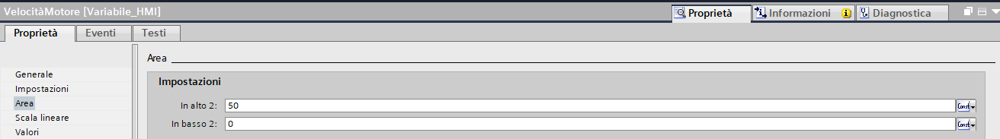 VelocitàMotore [Variabile_HMI]
Proprietà Informazioni Diagnostica
Proprietà Eventi Testi
Area
Generale
Impostazioni
Area
Scala lineare
Valori
Impostazioni
In alto 2: 50 Const
In basso 2: 0 Const